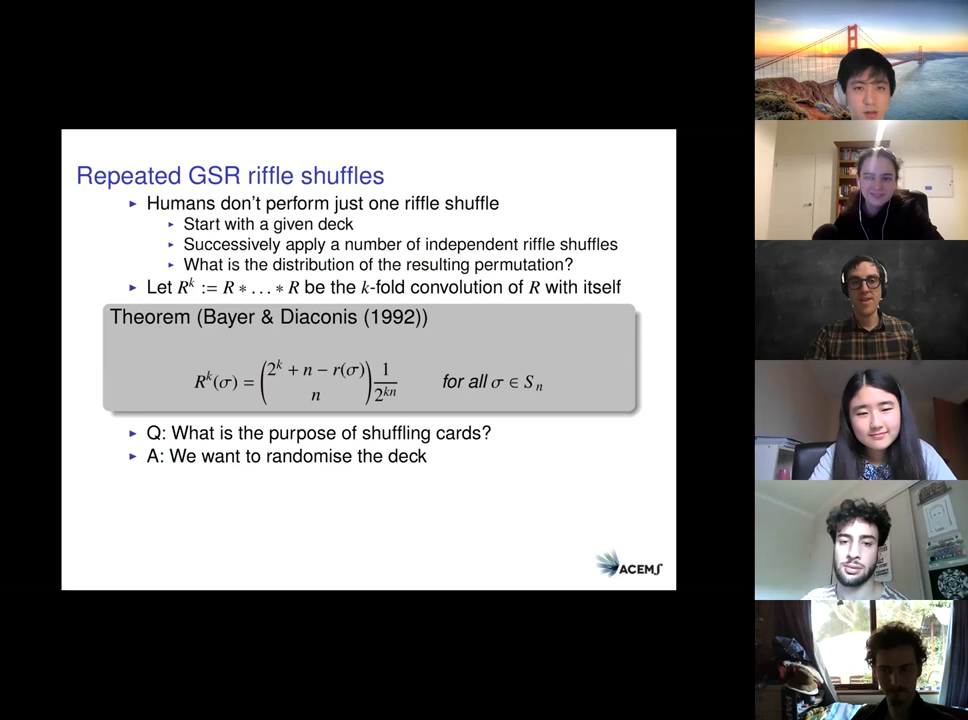 Repeated GSR riffle shuffles
▸ Humans don't perform just one riffle shuffle
▸ Start with a given deck
▸ Successively apply a number of independent riffle shuffles
▸ What is the distribution of the resulting permutation?
▸ Let R^k := R ∗ … ∗ R be the k-fold convolution of R with itself
Theorem (Bayer & Diaconis (1992))
R^k(σ) = (2^k + n − r(σ) over n) 1/2^{kn} for all σ ∈ S_n
▸ Q: What is the purpose of shuffling cards?
▸ A: We want to randomise the deck
ACEMS